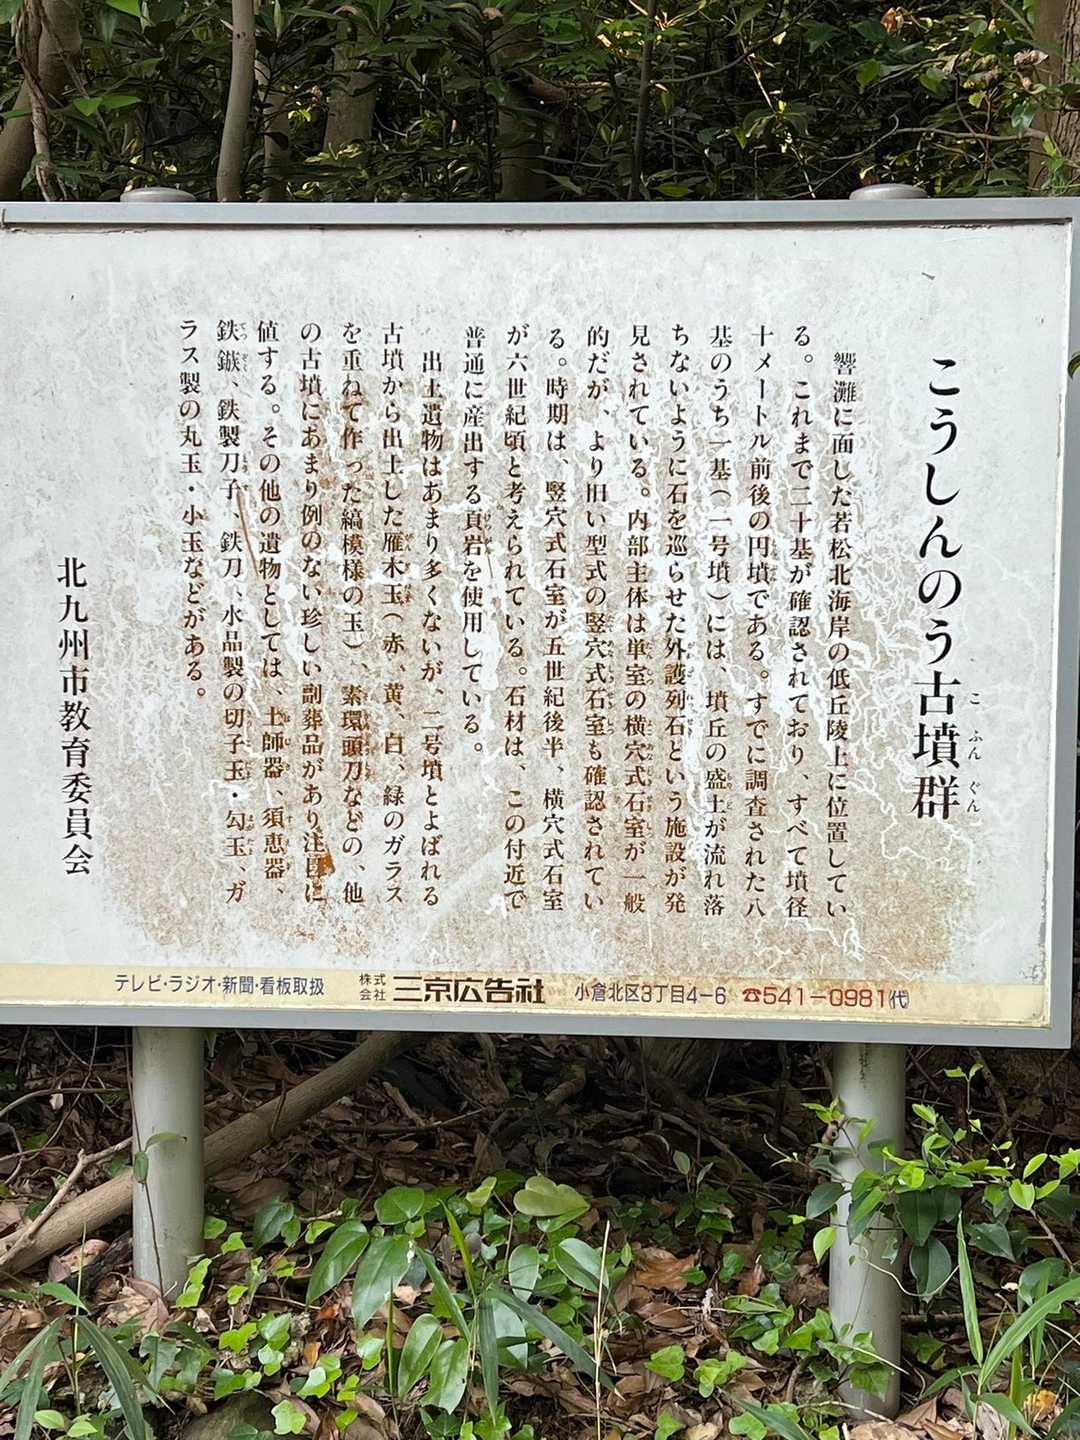 こうしんのう古墳群
こ ふん ぐん
響灘に面した若松北海岸の低丘陵上に位置してい
る。これまで二十基が確認されており、すべて墳径
十メートル前後の円墳である。すでに調査された八
基のうち一基(一号墳)には、墳丘の盛土が流れ落
ちないように石を巡らせた外護列石という施設が発
見されている。内部主体は単室の横穴式石室が一般
的だが、より旧い型式の竪穴式石室も確認されてい
る。時期は、竪穴式石室が五世紀後半、横穴式石室
が六世紀頃と考えられている。石材は、この付近で
普通に産出する頁岩を使用している。
出土遺物はあまり多くないが、二号墳とよばれる
古墳から出土した雁木玉(赤、黄、白、緑のガラス
を重ねて作った縞模様の玉)、素環頭刀などの、他
の古墳にあまり例のない珍しい副葬品があり注目に
値する。その他の遺物としては、土師器、須恵器、
鉄鏃、鉄製刀子、鉄刀、水晶製の切子玉・勾玉、ガ
ラス製の丸玉・小玉などがある。
北九州市教育委員会
テレビ・ラジオ・新聞・看板取扱 株式会社 三京広告社 小倉北区3丁目4-6 ☎541-0981(代)